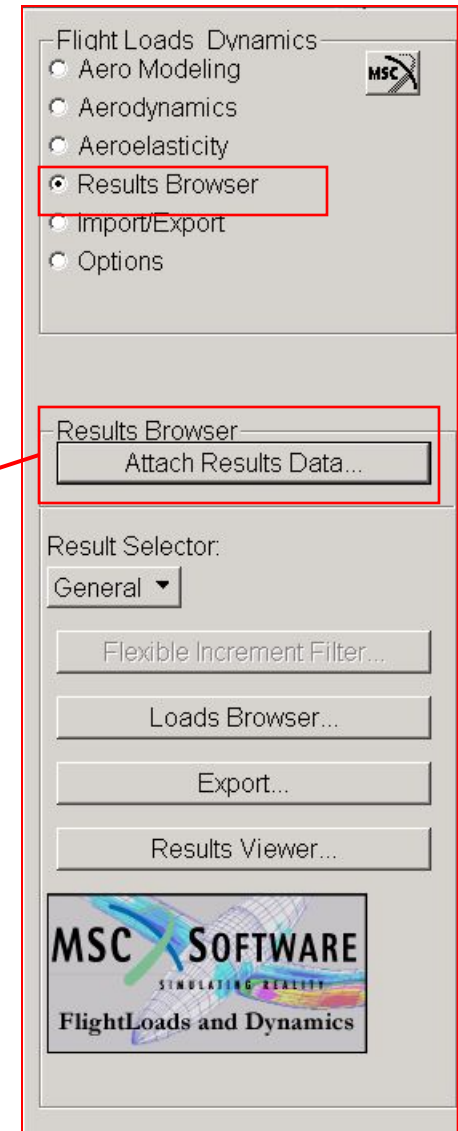 Flight Loads Dynamics
Aero Modeling
MSC
Aerodynamics
Aeroelasticity
Results Browser
Import/Export
Options
Results Browser
Attach Results Data...
Result Selector:
General
Flexible Increment Filter...
Loads Browser...
Export...
Results Viewer...
MSC SOFTWARE
SIMULATING REALITY
FlightLoads and Dynamics